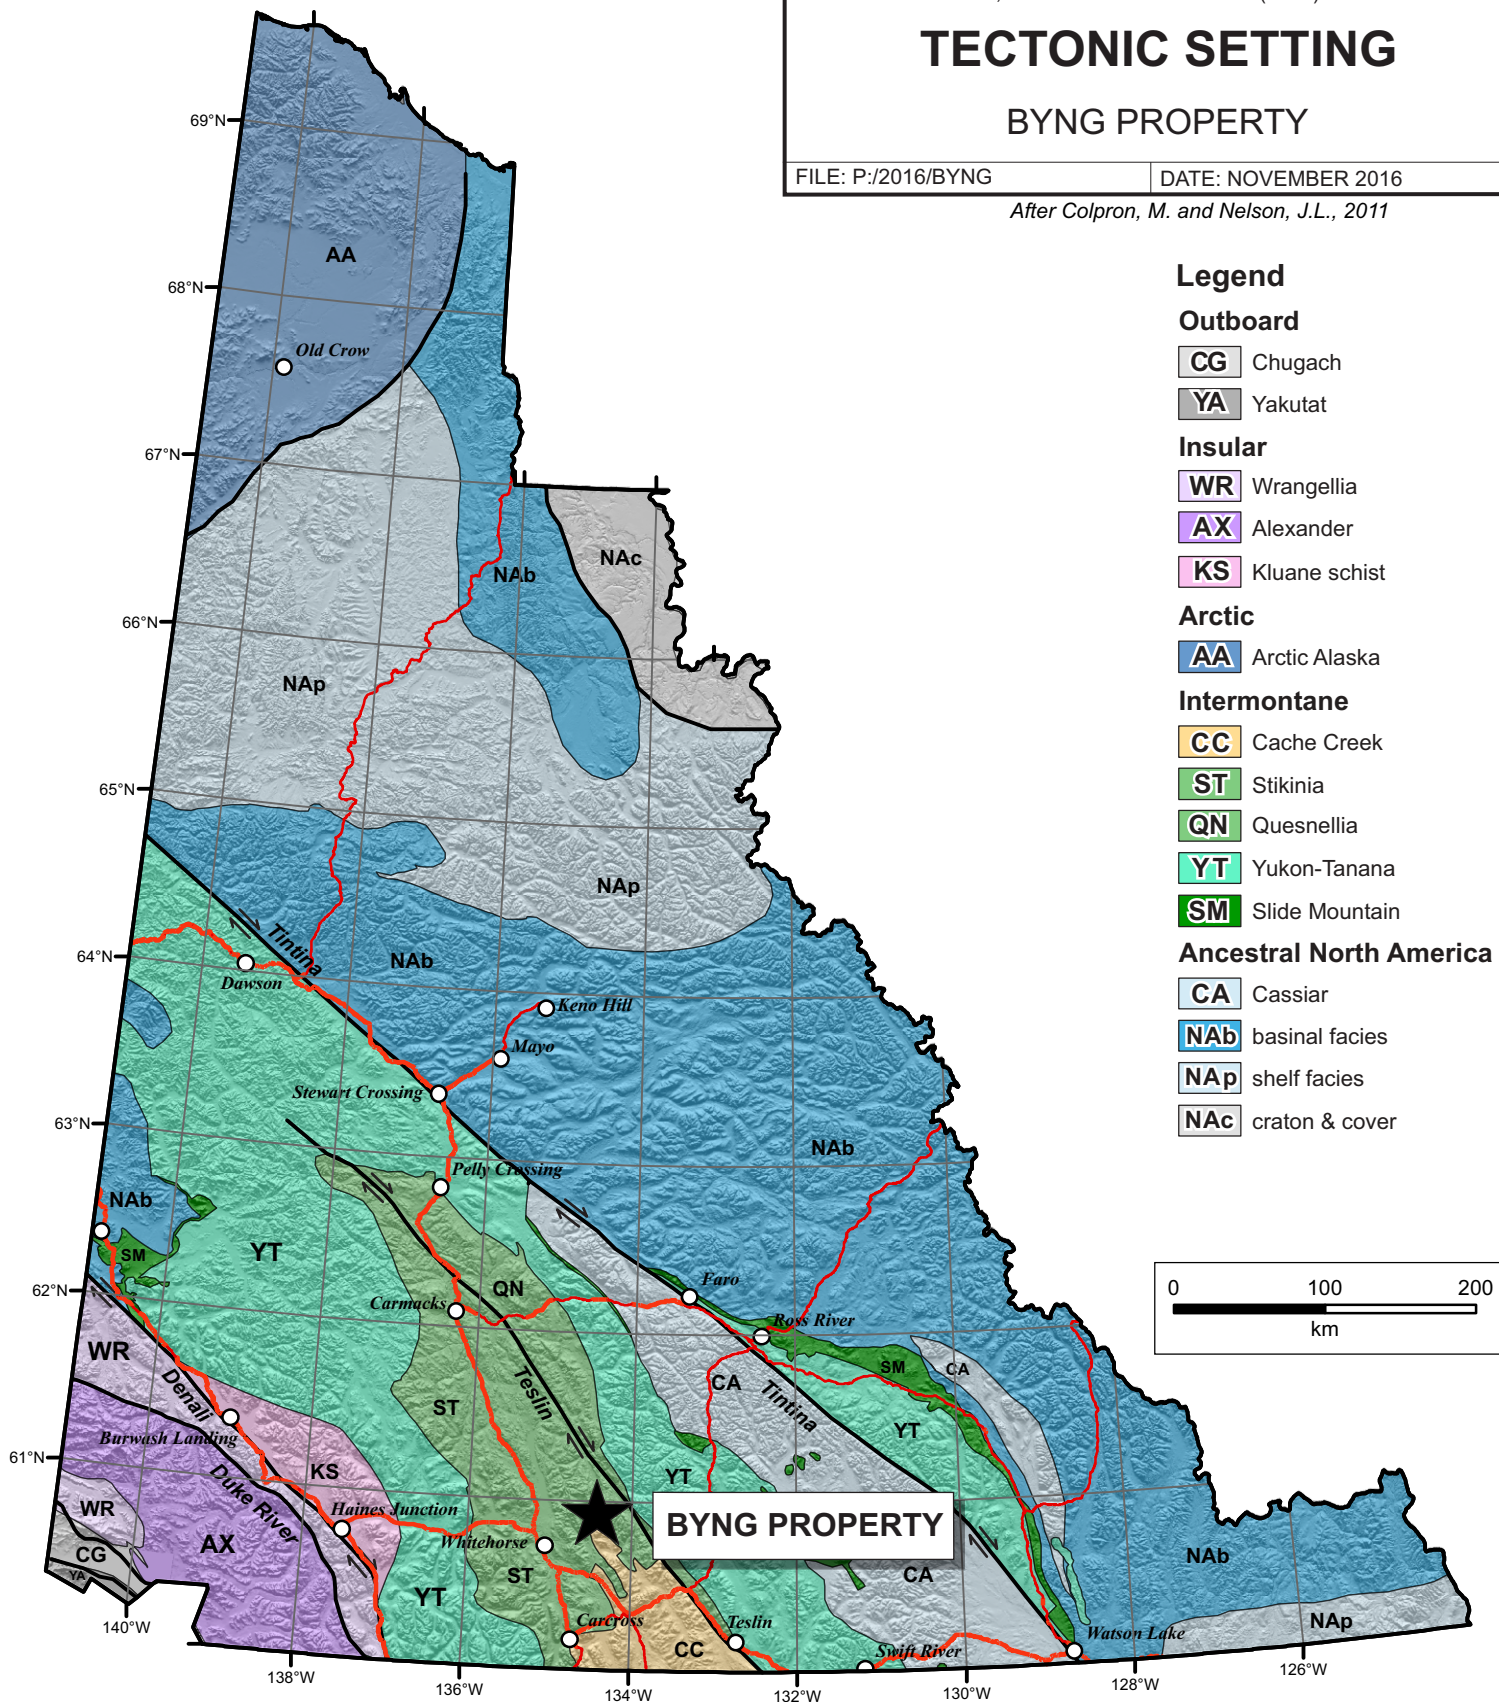 TECTONIC SETTING
BYNG PROPERTY
FILE: P:/2016/BYNG
DATE: NOVEMBER 2016
After Colpron, M. and Nelson, J.L., 2011
Legend
Outboard
CG Chugach
YA Yakutat
Insular
WR Wrangellia
AX Alexander
KS Kluane schist
Arctic
AA Arctic Alaska
Intermontane
CC Cache Creek
ST Stikinia
QN Quesnellia
YT Yukon-Tanana
SM Slide Mountain
Ancestral North America
CA Cassiar
NAb basinal facies
NAp shelf facies
NAc craton & cover
0 100 200
km
69°N
AA
68°N
Old Crow
67°N
NAc
NAb
66°N
NAp
65°N
NAp
Tintina
64°N
NAb
Dawson
Keno Hill
Mayo
Stewart Crossing
63°N
NAb
Pelly Crossing
NAb
YT
SM
62°N
QN
Faro
Carmacks
Ross River
WR
SM
CA
CA
Denali
Teslin
Tintina
ST
YT
Burwash Landing
61°N
KS
YT
Duke River
WR
Haines Junction
BYNG PROPERTY
AX
Whitehorse
CG
NAb
YA
ST
CA
YT
140°W
Carcross
Teslin
NAp
CC
Swift River
Watson Lake
138°W
136°W
134°W
132°W
130°W
128°W
126°W